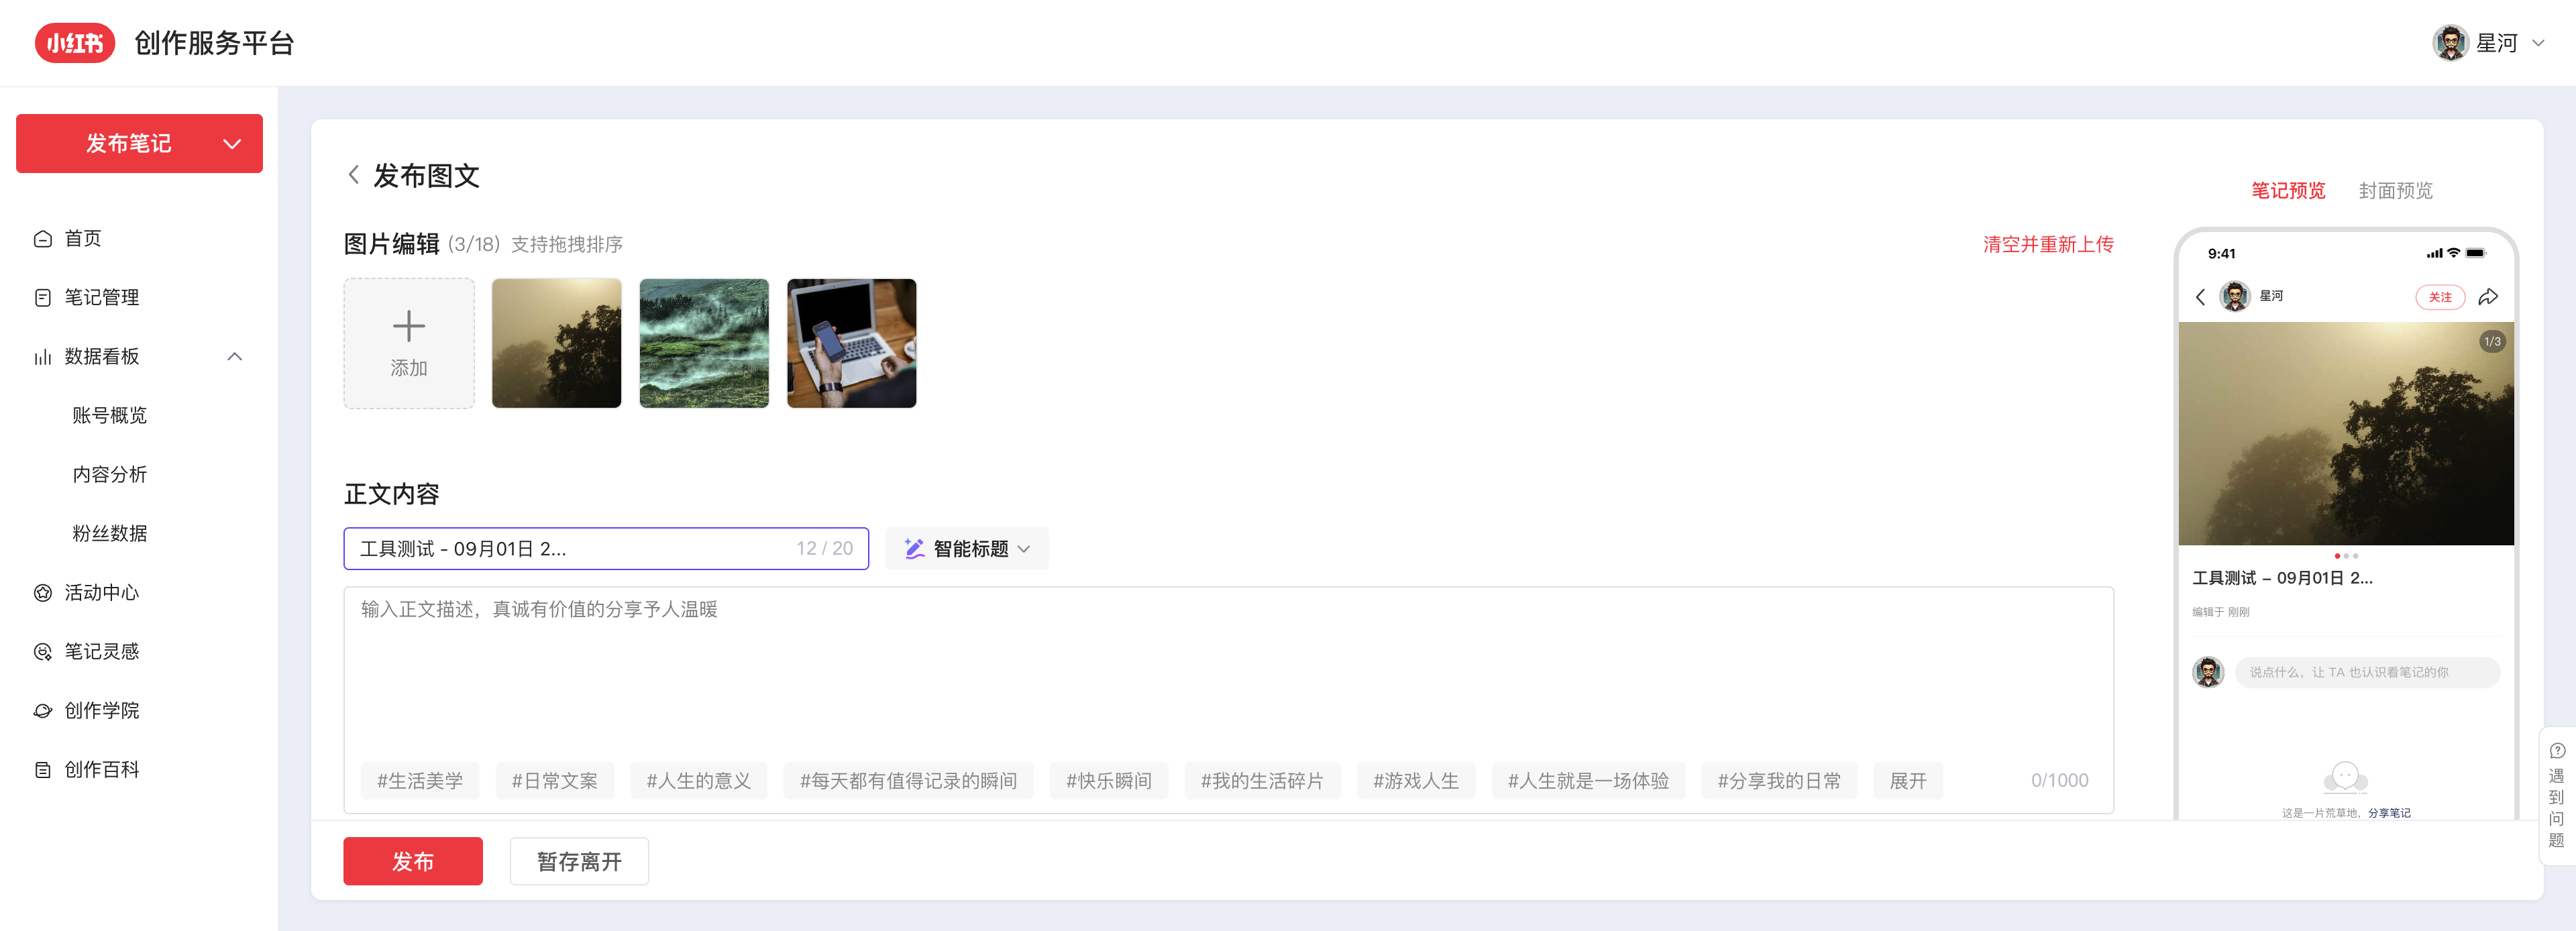 小红书 创作服务平台
星河
发布笔记
首页
笔记管理
数据看板
账号概览
内容分析
粉丝数据
活动中心
笔记灵感
创作学院
创作百科
发布图文
图片编辑 (3/18) 支持拖拽排序
清空并重新上传
添加
正文内容
工具测试 - 09月01日 2... 12 / 20
智能标题
输入正文描述，真诚有价值的分享予人温暖
#生活美学 #日常文案 #人生的意义 #每天都有值得记录的瞬间 #快乐瞬间 #我的生活碎片 #游戏人生 #人生就是一场体验 #分享我的日常 展开 0/1000
发布 暂存离开
笔记预览 封面预览
9:41
星河 关注
1/3
工具测试 – 09月01日 2...
编辑于 刚刚
说点什么，让 TA 也认识看笔记的你
这是一片荒草地，分享笔记
遇到问题